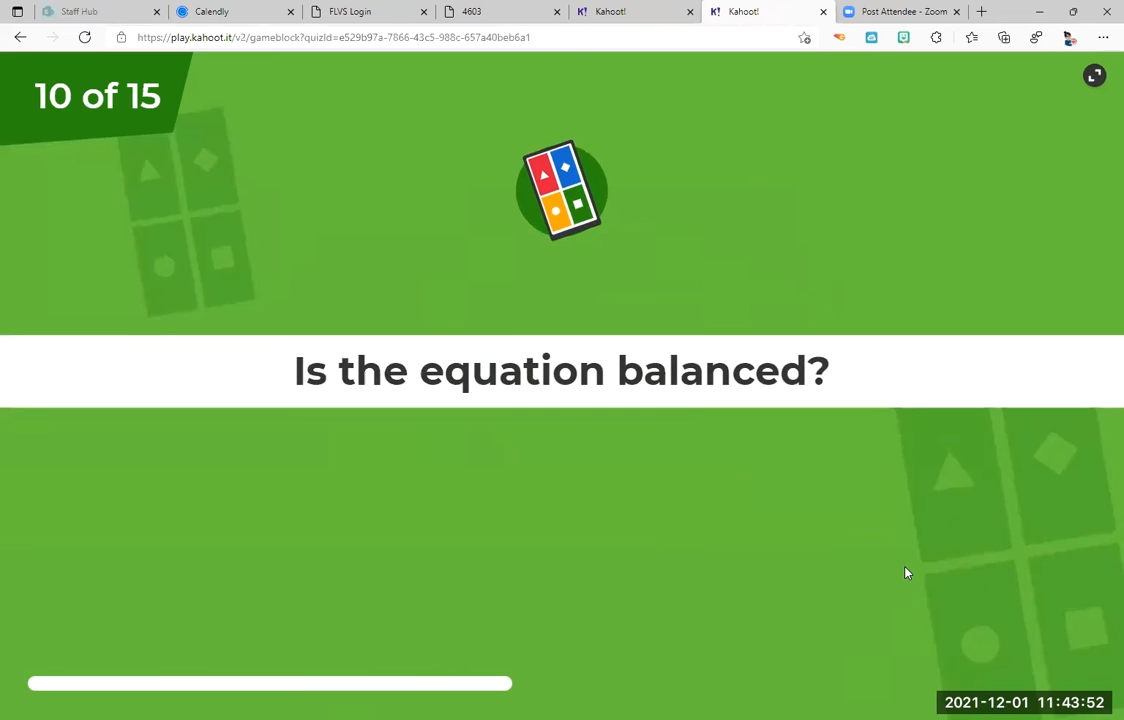 Staff Hub
Calendly
FLVS Login
4603
Kahoot!
Kahoot!
Post Attendee - Zoom
https://play.kahoot.it/v2/gameblock?quizId=e529b97a-7866-43c5-988c-657a40beb6a1
10 of 15
Is the equation balanced?
2021-12-01 11:43:52